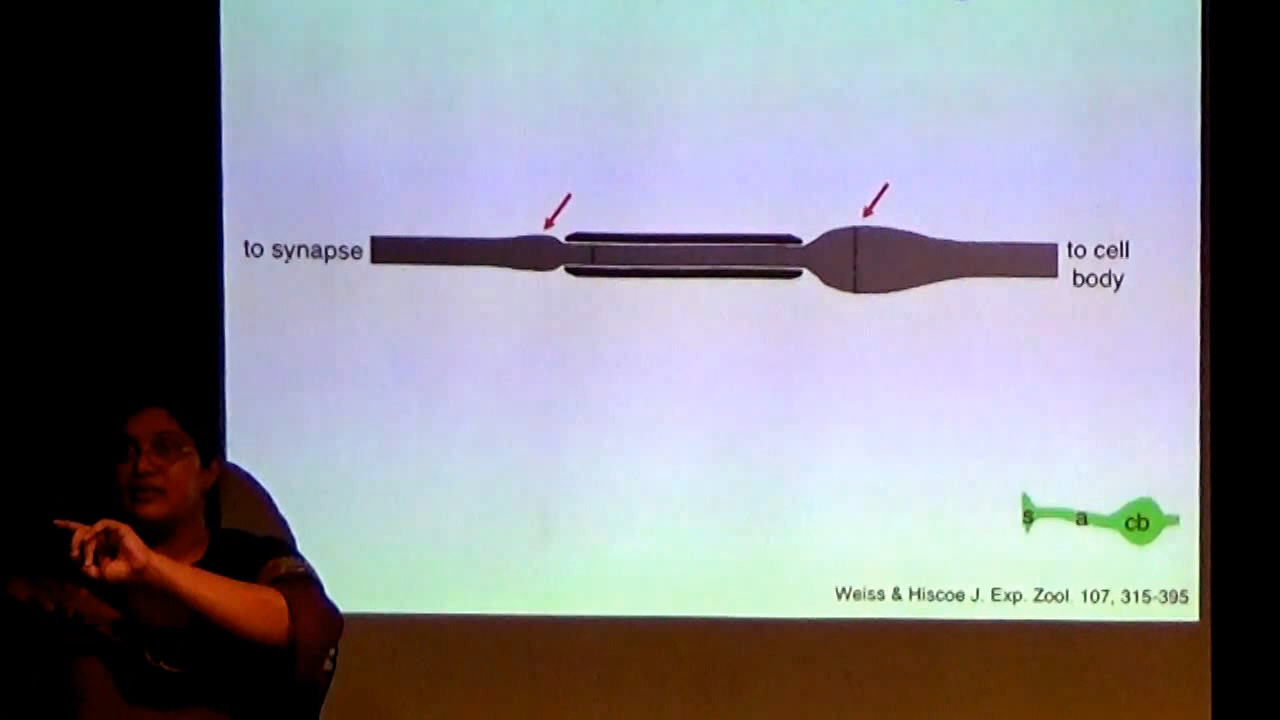 to synapse
to cell
body
s a cb
Weiss & Hiscoe J. Exp. Zool. 107, 315-395